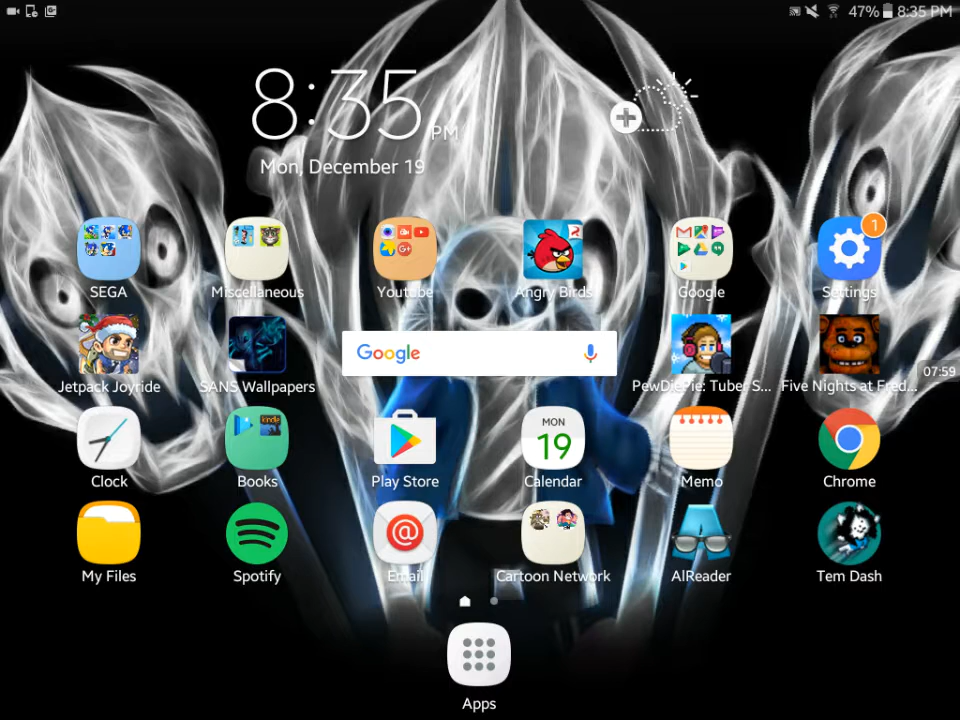 47% 8:35 PM
8:35 PM
Mon, December 19
1
SEGA
Miscellaneous
Youtube
Angry Birds
Google
Settings
Google
Jetpack Joyride
SANS Wallpapers
PewDiePie: Tuber S...
Five Nights at Fred...
07:59
MON
19
kindle
Clock
Books
Play Store
Calendar
Memo
Chrome
@
My Files
Spotify
Email
Cartoon Network
AlReader
Tem Dash
Apps